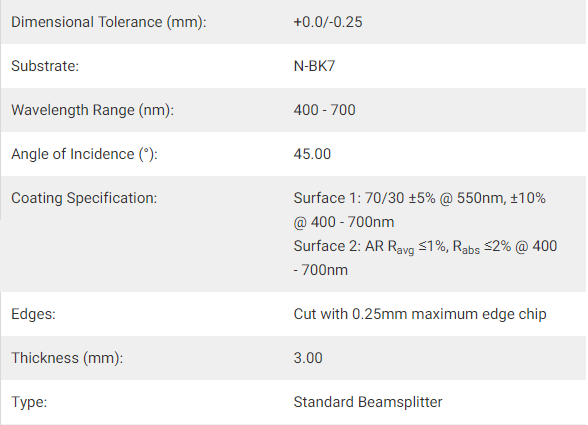 Dimensional Tolerance (mm): +0.0/-0.25
Substrate: N-BK7
Wavelength Range (nm): 400 - 700
Angle of Incidence (°): 45.00
Coating Specification: Surface 1: 70/30 ±5% @ 550nm, ±10%
@ 400 - 700nm
Surface 2: AR Ravg ≤1%, Rabs ≤2% @ 400
- 700nm
Edges: Cut with 0.25mm maximum edge chip
Thickness (mm): 3.00
Type: Standard Beamsplitter